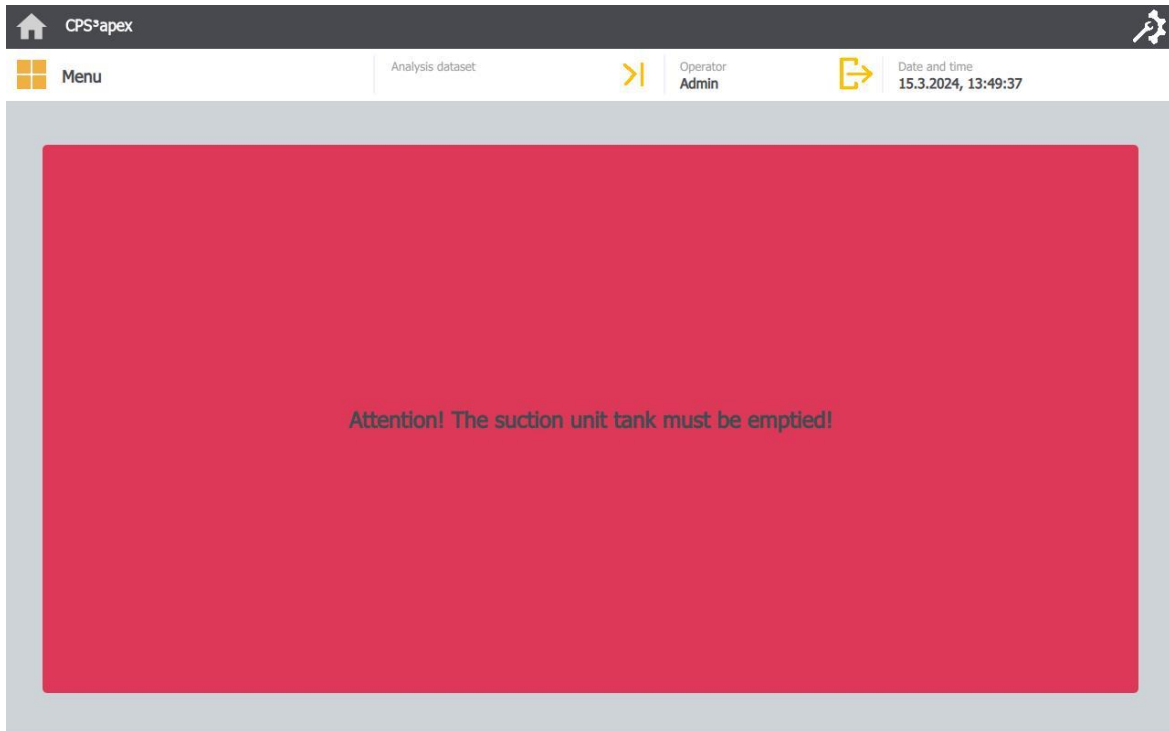 CPS³apex
Menu
Analysis dataset
Operator
Admin
Date and time
15.3.2024, 13:49:37
Attention! The suction unit tank must be emptied!